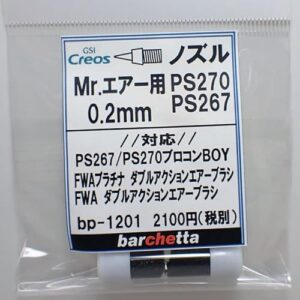 GSI
Creos ノズル
Mr.エアー用 PS270
0.2mm PS267
//対応//
PS267/PS270プロコンBOY
FWAプラチナ ダブルアクションエアーブラシ
FWA ダブルアクションエアーブラシ
bp-1201 2100円(税別)
barchetta